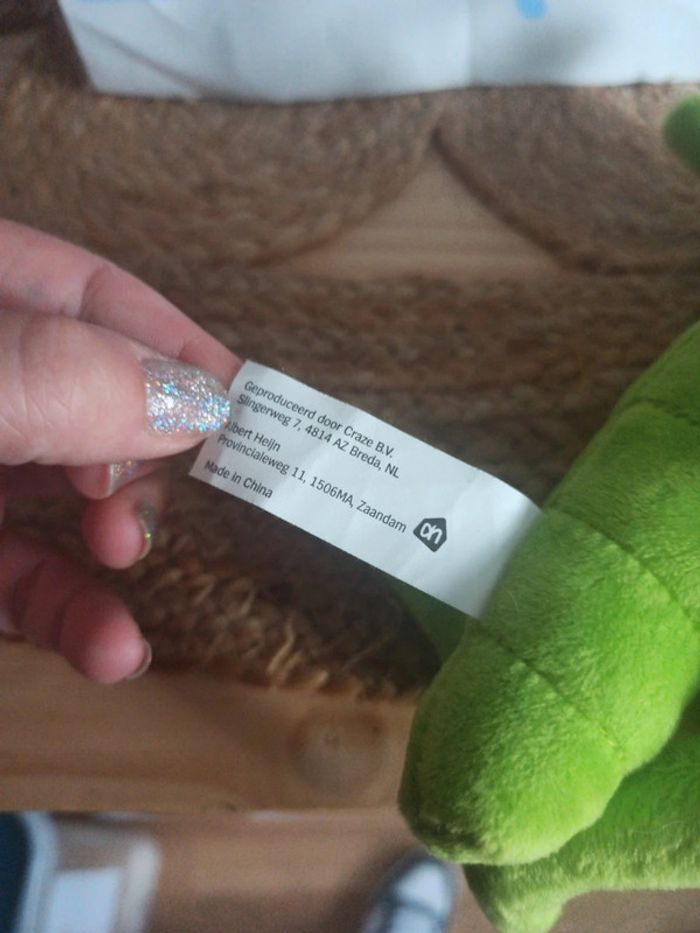 Geproduceerd door Craze B.V.
Slingerweg 7, 4814 AZ Breda, NL
Albert Heijn
Provincialeweg 11, 1506MA, Zaandam
Made in China